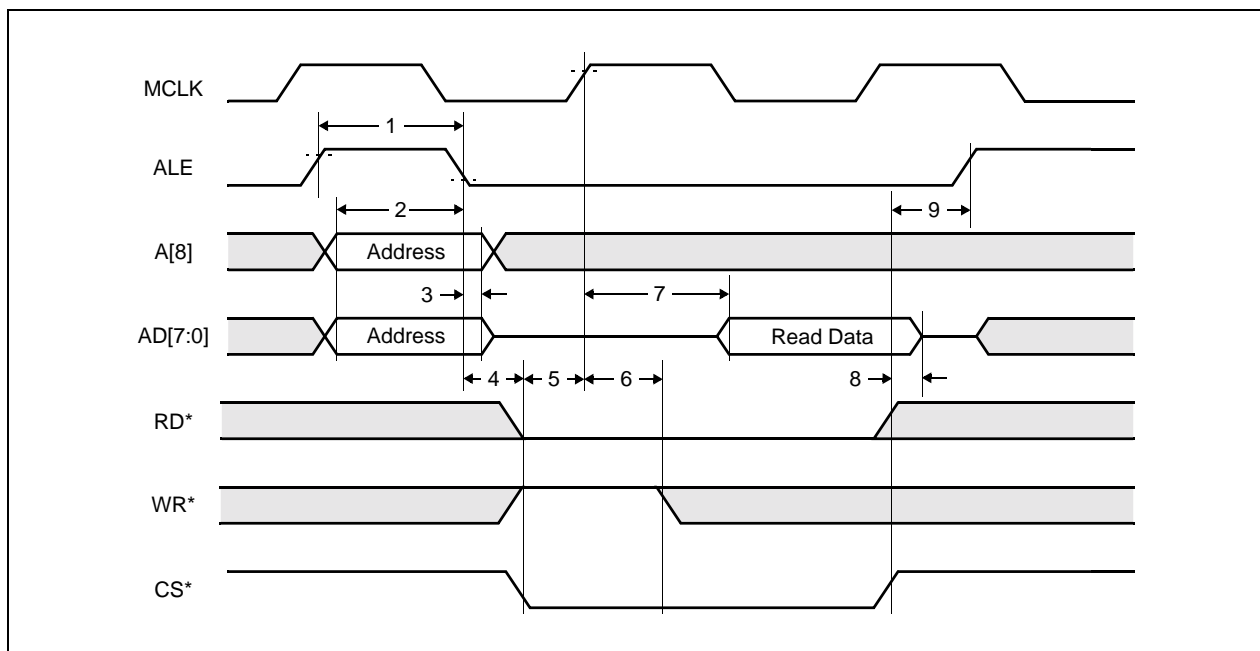 MCLK
1
ALE
2
9
A[8]
Address
3
7
AD[7:0]
Address
Read Data
4
5
6
8
RD*
WR*
CS*